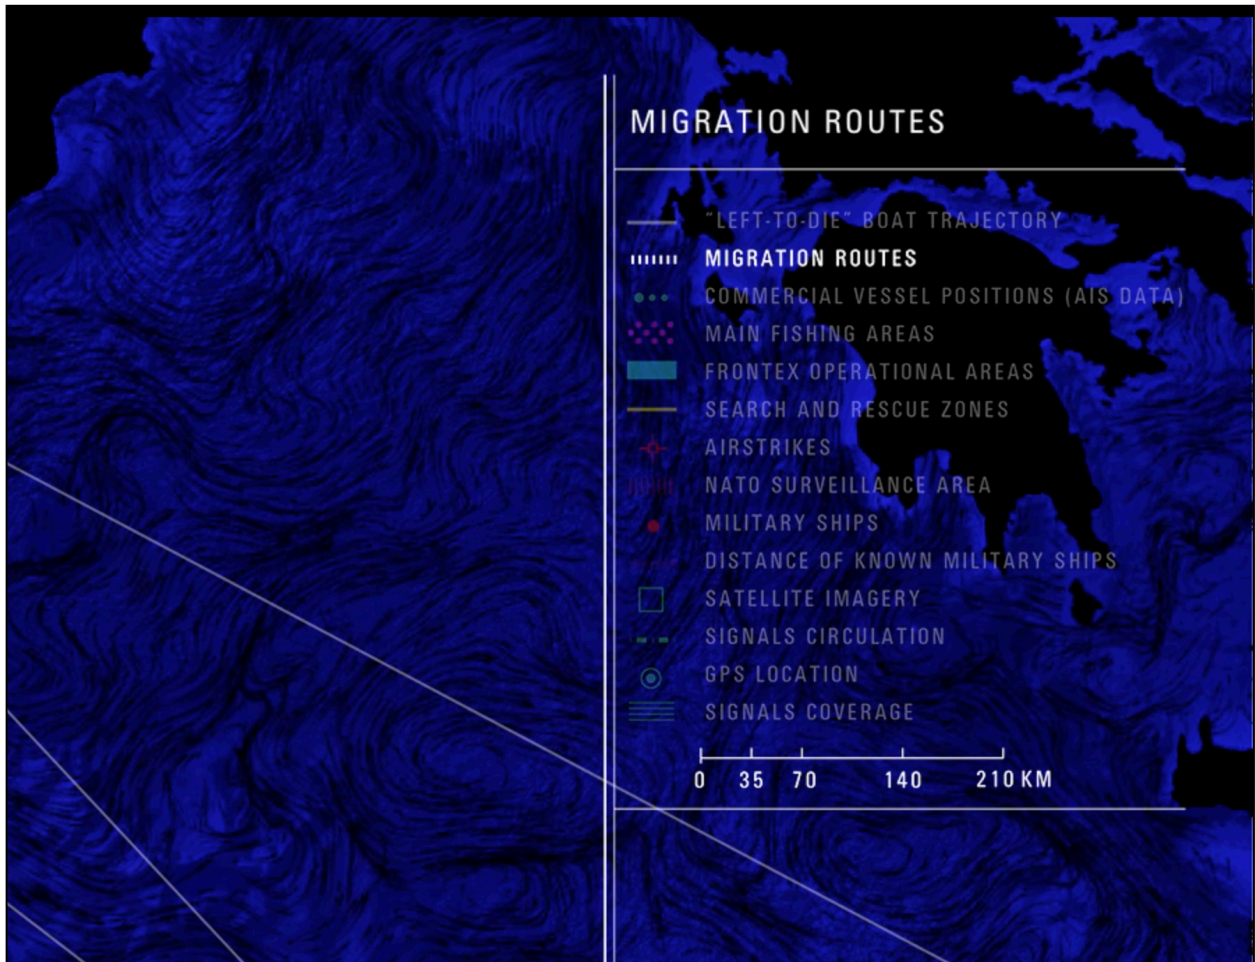 MIGRATION ROUTES
“LEFT-TO-DIE“ BOAT TRAJECTORY
MIGRATION ROUTES
COMMERCIAL VESSEL POSITIONS (AIS DATA)
MAIN FISHING AREAS
FRONTEX OPERATIONAL AREAS
SEARCH AND RESCUE ZONES
AIRSTRIKES
NATO SURVEILLANCE AREA
MILITARY SHIPS
DISTANCE OF KNOWN MILITARY SHIPS
SATELLITE IMAGERY
SIGNALS CIRCULATION
GPS LOCATION
SIGNALS COVERAGE
0 35 70 140 210 KM